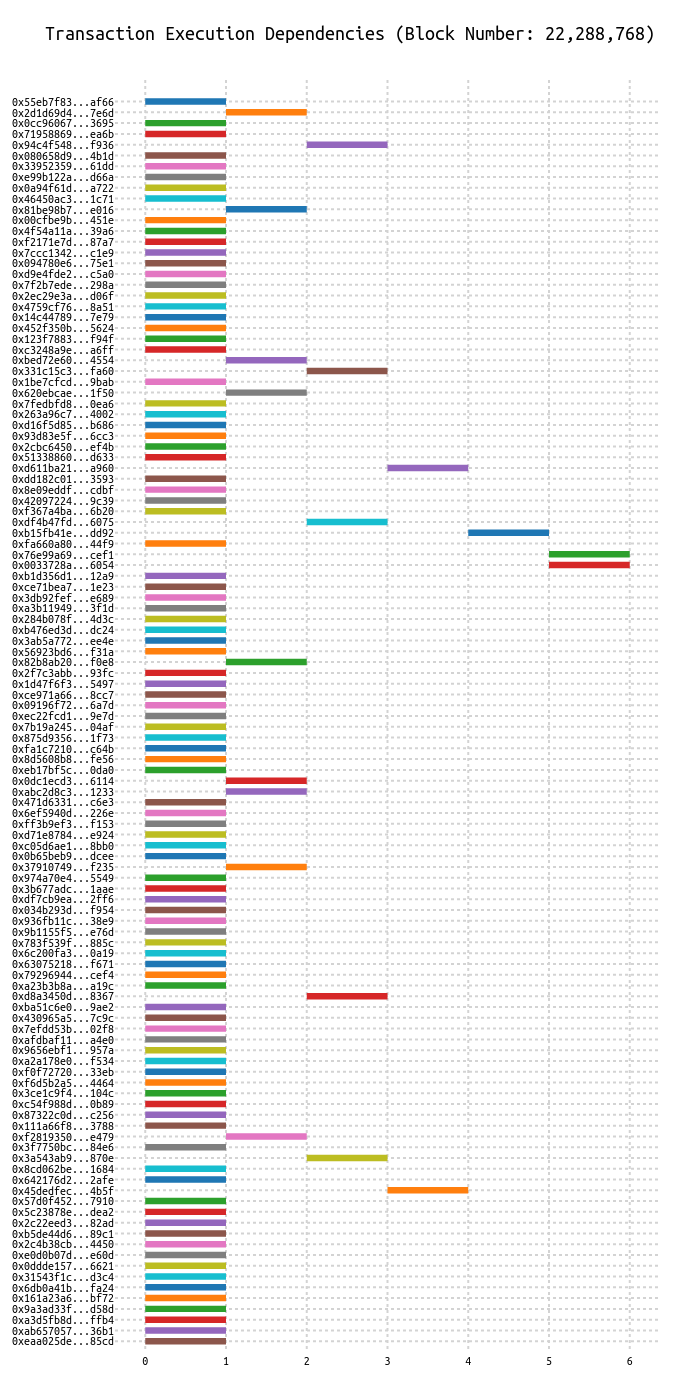 Transaction Execution Dependencies (Block Number: 22,288,768)
0x55eb7f83...af66
0x2d1d69d4...7e6d
0x0cc96067...3695
0x71958869...ea6b
0x94c4f548...f936
0x080658d9...4b1d
0x33952359...61dd
0xe99b122a...d66a
0x0a94f61d...a722
0x46450ac3...1c71
0x81be98b7...e016
0x00cfbe9b...451e
0x4f54a11a...39a6
0xf2171e7d...87a7
0x7ccc1342...c1e9
0x094780e6...75e1
0xd9e4fde2...c5a0
0x7f2b7ede...298a
0x2ec29e3a...d06f
0x4759cf76...8a51
0x14c44789...7e79
0x452f350b...5624
0x123f7883...f94f
0xc3248a9e...a6ff
0xbed72e60...4554
0x331c15c3...fa60
0x1be7cfcd...9bab
0x620ebcae...1f50
0x7fedbfd8...0ea6
0x263a96c7...4002
0xd16f5d85...b686
0x93d83e5f...6cc3
0x2cbc6450...ef4b
0x51338860...d633
0xd611ba21...a960
0xdd182c01...3593
0x8e09eddf...cdbf
0x42097224...9c39
0xf367a4ba...6b20
0xdf4b47fd...6075
0xb15fb41e...dd92
0xfa660a80...44f9
0x76e99a69...cef1
0x0033728a...6054
0xb1d356d1...12a9
0xce71bea7...1e23
0x3db92fef...e689
0xa3b11949...3f1d
0x284b078f...4d3c
0xb476ed3d...dc24
0x3ab5a772...ee4e
0x56923bd6...f31a
0x82b8ab20...f0e8
0x2f7c3abb...93fc
0x1d47f6f3...5497
0xce971a66...8cc7
0x09196f72...6a7d
0xec22fcd1...9e7d
0x7b19a245...04af
0x875d9356...1f73
0xfa1c7210...c64b
0x8d5608b8...fe56
0xeb17bf5c...0da0
0x0dc1ecd3...6114
0xabc2d8c3...1233
0x471d6331...c6e3
0x6ef5940d...226e
0xff3b9ef3...f153
0xd71e8784...e924
0xc05d6ae1...8bb0
0x0b65beb9...dcee
0x37910749...f235
0x974a70e4...5549
0x3b677adc...1aae
0xdf7cb9ea...2ff6
0x034b293d...f954
0x936fb11c...38e9
0x9b1155f5...e76d
0x783f539f...885c
0x6c200fa3...0a19
0x63075218...f671
0x79296944...cef4
0xa23b3b8a...a19c
0xd8a3450d...8367
0xba51c6e0...9ae2
0x430965a5...7c9c
0x7efdd53b...02f8
0xafdbaf11...a4e0
0x9656ebf1...957a
0xa2a178e0...f534
0xf0f72720...33eb
0xf6d5b2a5...4464
0x3ce1c9f4...104c
0xc54f988d...0b89
0x87322c0d...c256
0x111a66f8...3788
0xf2819350...e479
0x3f7750bc...84e6
0x3a543ab9...870e
0x8cd062be...1684
0x642176d2...2afe
0x45dedfec...4b5f
0x57d0f452...7910
0x5c23878e...dea2
0x2c22eed3...82ad
0xb5de44d6...89c1
0x2c4b38cb...4450
0xe0d0b07d...e60d
0x0ddde157...6621
0x31543f1c...d3c4
0x6db0a41b...fa24
0x161a23a6...bf72
0x9a3ad33f...d58d
0xa3d5fb8d...ffb4
0xab657057...36b1
0xeaa025de...85cd
0 1 2 3 4 5 6